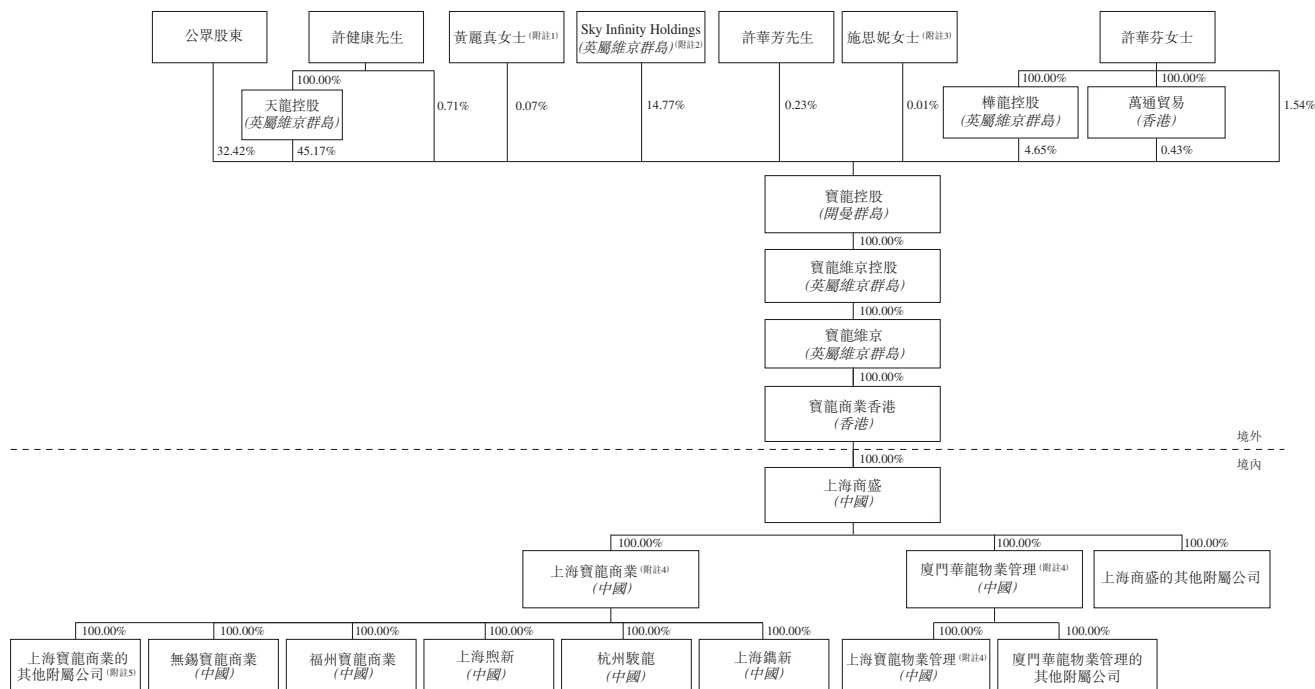 公眾股東
許健康先生
黃麗真女士(附註1)
Sky Infinity Holdings
(英屬維京群島)(附註2)
許華芳先生
施思妮女士(附註3)
許華芬女士
100.00%
天龍控股
(英屬維京群島)
100.00%
100.00%
樺龍控股
(英屬維京群島)
萬通貿易
(香港)
0.71%
0.07%
14.77%
0.23%
0.01%
1.54%
32.42%
45.17%
4.65%
0.43%
寶龍控股
(開曼群島)
100.00%
寶龍維京控股
(英屬維京群島)
100.00%
寶龍維京
(英屬維京群島)
100.00%
寶龍商業香港
(香港)
境外
境內
100.00%
上海商盛
(中國)
100.00%
100.00%
100.00%
上海寶龍商業(附註4)
(中國)
廈門華龍物業管理(附註4)
(中國)
上海商盛的其他附屬公司
100.00%
100.00%
100.00%
100.00%
100.00%
100.00%
100.00%
100.00%
上海寶龍商業的
其他附屬公司(附註5)
無錫寶龍商業
(中國)
福州寶龍商業
(中國)
上海煦新
(中國)
杭州駿龍
(中國)
上海鐫新
(中國)
上海寶龍物業管理(附註4)
(中國)
廈門華龍物業管理的
其他附屬公司